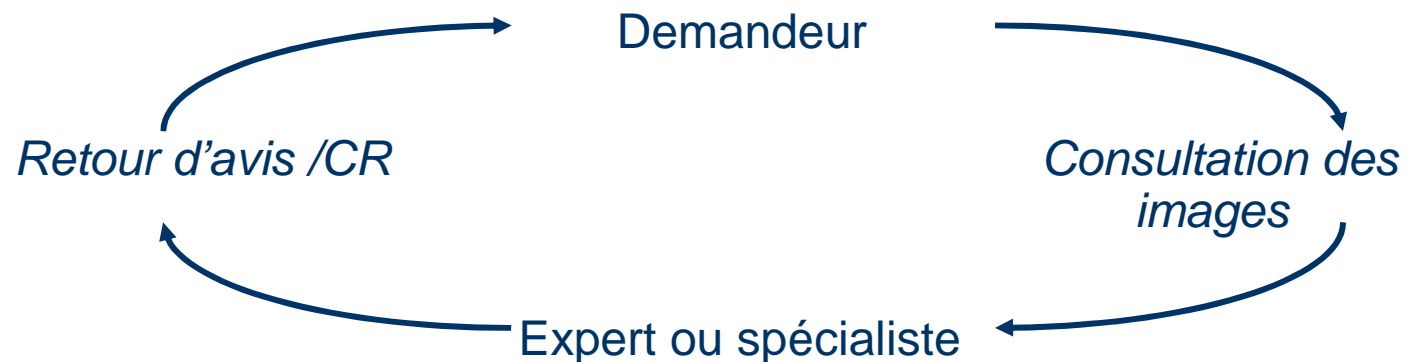 Demandeur
Retour d’avis /CR
Consultation des
images
Expert ou spécialiste